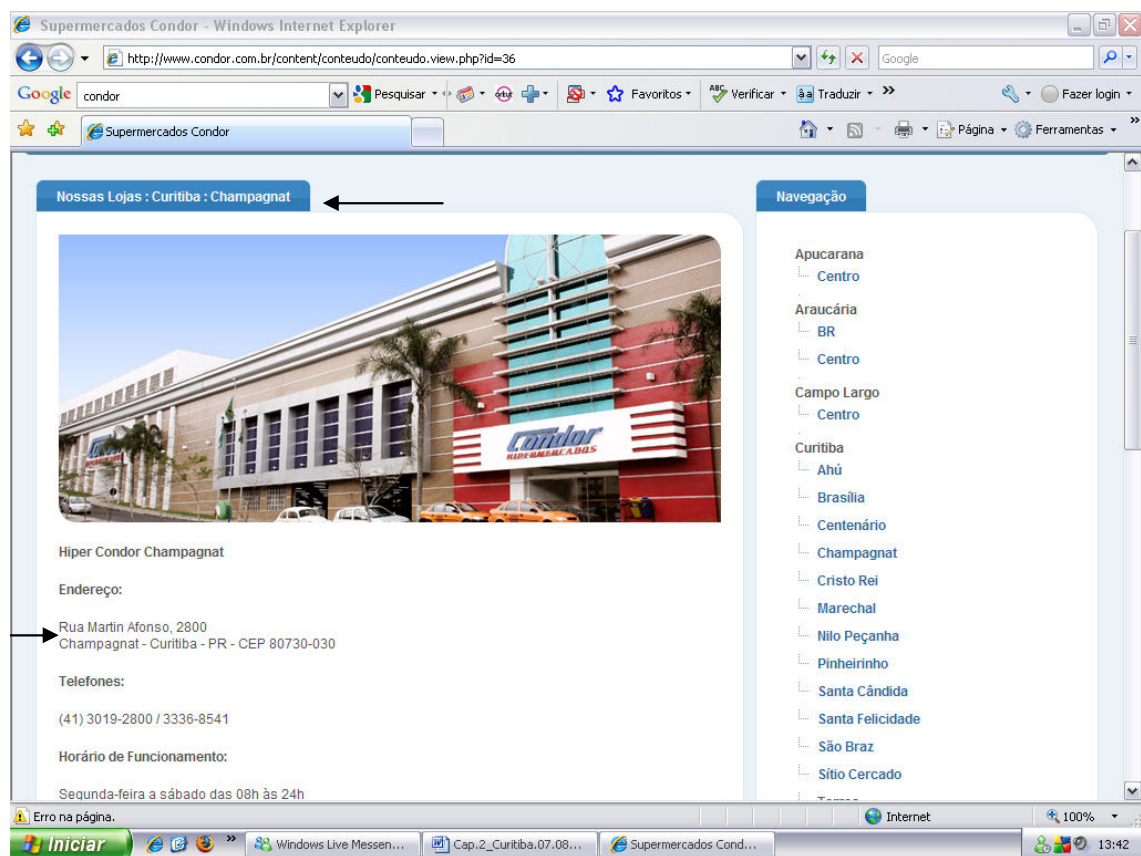 Supermercados Condor - Windows Internet Explorer
http://www.condor.com.br/content/conteudo/conteudo.view.php?id=36
Google
Google
condor
Pesquisar
Favoritos
Verificar
Traduzir
Fazer login
Supermercados Condor
Página
Ferramentas
Nossas Lojas : Curitiba : Champagnat
Condor
HIPERMERCADOS
Condor
Hiper Condor Champagnat
Endereço:
Rua Martin Afonso, 2800
Champagnat - Curitiba - PR - CEP 80730-030
Telefones:
(41) 3019-2800 / 3336-8541
Horário de Funcionamento:
Segunda-feira a sábado das 08h às 24h
Navegação
Apucarana
Centro
Araucária
BR
Centro
Campo Largo
Centro
Curitiba
Ahú
Brasília
Centenário
Champagnat
Cristo Rei
Marechal
Nilo Peçanha
Pinheirinho
Santa Cândida
Santa Felicidade
São Braz
Sítio Cercado
Erro na página.
Internet
100%
Iniciar
Windows Live Messen...
Cap.2_Curitiba.07.08...
Supermercados Cond...
13:42